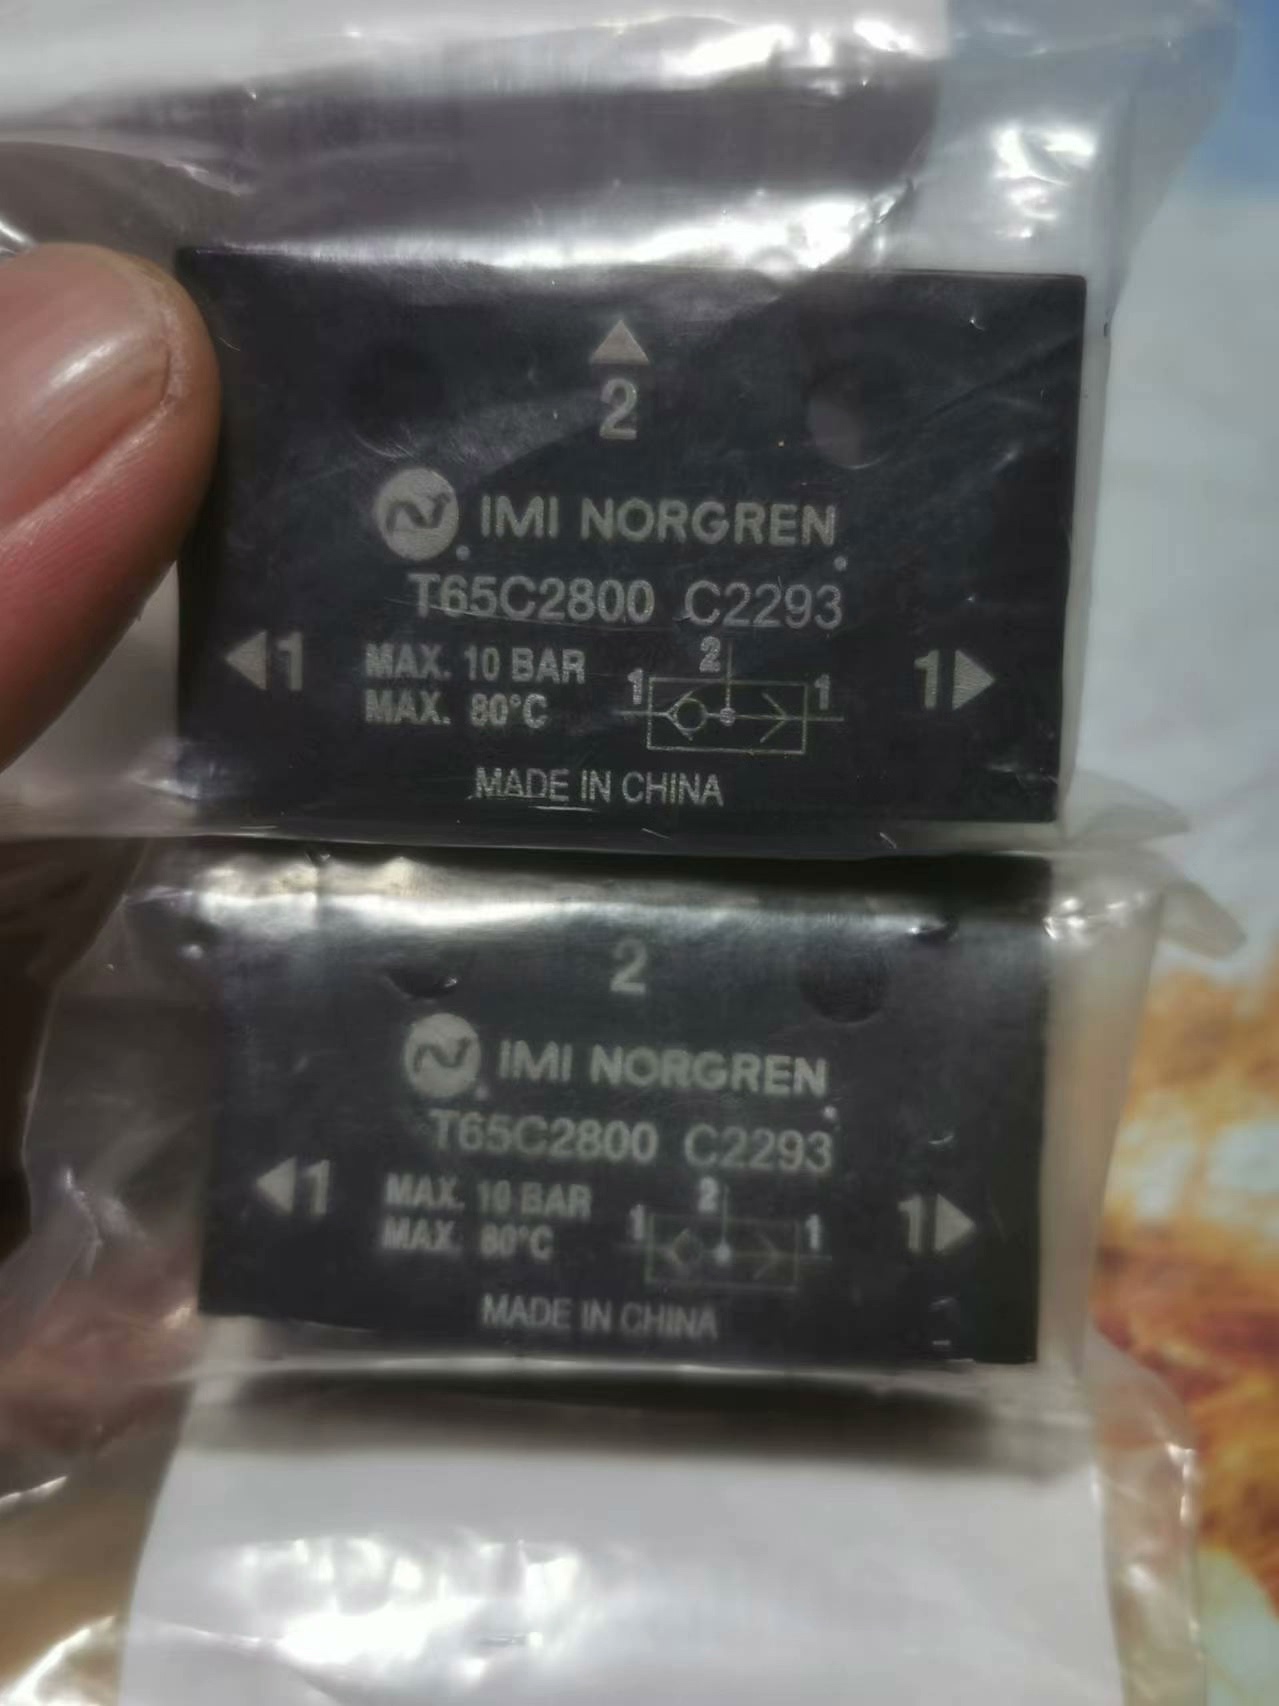 2
IMI NORGREN
T65C2800 C2293
1 MAX. 10 BAR 1 2 1 1
MAX. 80°C
MADE IN CHINA
2
IMI NORGREN
T65C2800 C2293
1 MAX. 10 BAR 1 2 1 1
MAX. 80°C
MADE IN CHINA